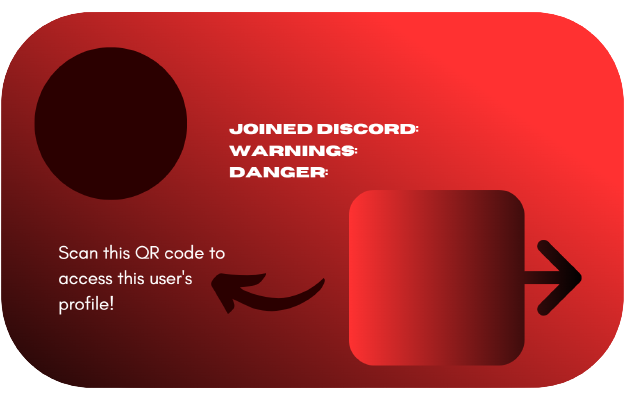 JOINED DISCORD:
WARNINGS:
DANGER:
Scan this QR code to
access this user's
profile!